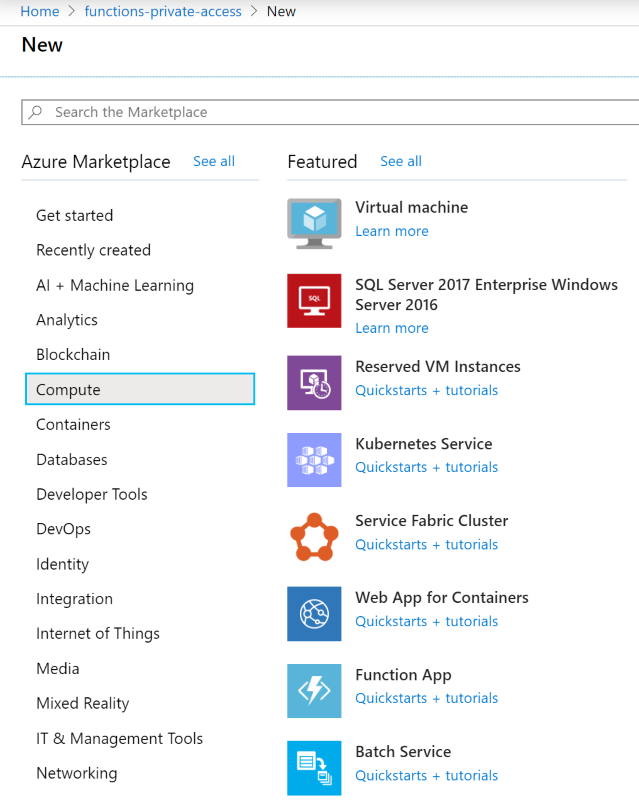 Home > functions-private-access > New
New
Search the Marketplace
Azure Marketplace See all
Get started
Recently created
AI + Machine Learning
Analytics
Blockchain
Compute
Containers
Databases
Developer Tools
DevOps
Identity
Integration
Internet of Things
Media
Mixed Reality
IT & Management Tools
Networking
Featured See all
Virtual machine
Learn more
SQL
SQL Server 2017 Enterprise Windows
Server 2016
Learn more
Reserved VM Instances
Quickstarts + tutorials
Kubernetes Service
Quickstarts + tutorials
Service Fabric Cluster
Quickstarts + tutorials
Web App for Containers
Quickstarts + tutorials
Function App
Quickstarts + tutorials
Batch Service
Quickstarts + tutorials